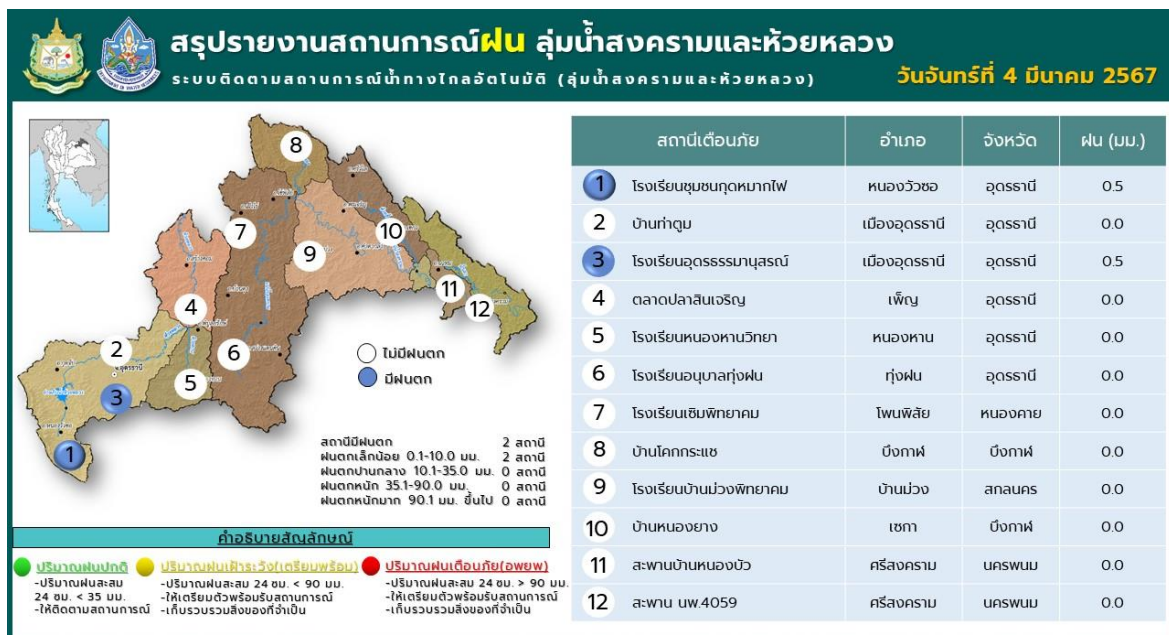 สรุปรายงานสถานการณ์ฝน ลุ่มน้ำสงครามและห้วยหลวง
ระบบติดตามสถานการณ์น้ำทางไกลอัตโนมัติ (ลุ่มน้ำสงครามและห้วยหลวง)
วันจันทร์ที่ 4 มีนาคม 2567
8
7
10
9
4
11
12
2
อ.อุดรธานี
6
5
3
1
ไม่มีฝนตก
มีฝนตก
สถานีมีฝนตก 2 สถานี
ฝนตกเล็กน้อย 0.1-10.0 มม. 2 สถานี
ฝนตกปานกลาง 10.1-35.0 มม. 0 สถานี
ฝนตกหนัก 35.1-90.0 มม. 0 สถานี
ฝนตกหนักมาก 90.1 มม. ขึ้นไป 0 สถานี
คำอธิบายสัญลักษณ์
ปริมาณฝนปกติ
-ปริมาณฝนสะสม
24 ชม. < 35 มม.
-ให้ติดตามสถานการณ์
ปริมาณฝนเฝ้าระวัง(เตรียมพร้อม)
-ปริมาณฝนสะสม 24 ชม. < 90 มม.
-ให้เตรียมตัวพร้อมรับสถานการณ์
-เก็บรวบรวมสิ่งของที่จำเป็น
ปริมาณฝนเตือนภัย(อพยพ)
-ปริมาณฝนสะสม 24 ชม. > 90 มม.
-ให้เตรียมตัวพร้อมรับสถานการณ์
-เก็บรวบรวมสิ่งของที่จำเป็น
สถานีเตือนภัย อำเภอ จังหวัด ฝน (มม.)
1 โรงเรียนชุมชนกุดหมากไฟ หนองวัวซอ อุดรธานี 0.5
2 บ้านท่าตูม เมืองอุดรธานี อุดรธานี 0.0
3 โรงเรียนอุดรธรรมานุสรณ์ เมืองอุดรธานี อุดรธานี 0.5
4 ตลาดปลาสินเจริญ เพ็ญ อุดรธานี 0.0
5 โรงเรียนหนองหานวิทยา หนองหาน อุดรธานี 0.0
6 โรงเรียนอนุบาลทุ่งฝน ทุ่งฝน อุดรธานี 0.0
7 โรงเรียนเซิมพิทยาคม โพนพิสัย หนองคาย 0.0
8 บ้านโคกกระแซ บึงกาฬ บึงกาฬ 0.0
9 โรงเรียนบ้านม่วงพิทยาคม บ้านม่วง สกลนคร 0.0
10 บ้านหนองยาง เซกา บึงกาฬ 0.0
11 สะพานบ้านหนองบัว ศรีสงคราม นครพนม 0.0
12 สะพาน นพ.4059 ศรีสงคราม นครพนม 0.0